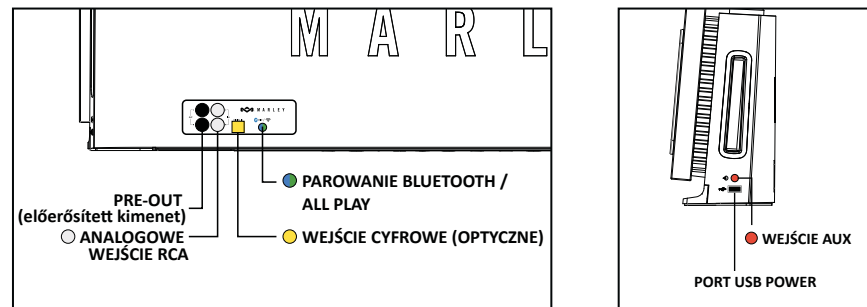 M A R L
MARLEY
PRE-OUT
(előerősített kimenet)
ANALOGOWE
WEJŚCIE RCA
PAROWANIE BLUETOOTH /
ALL PLAY
WEJŚCIE CYFROWE (OPTYCZNE)
WEJŚCIE AUX
PORT USB POWER